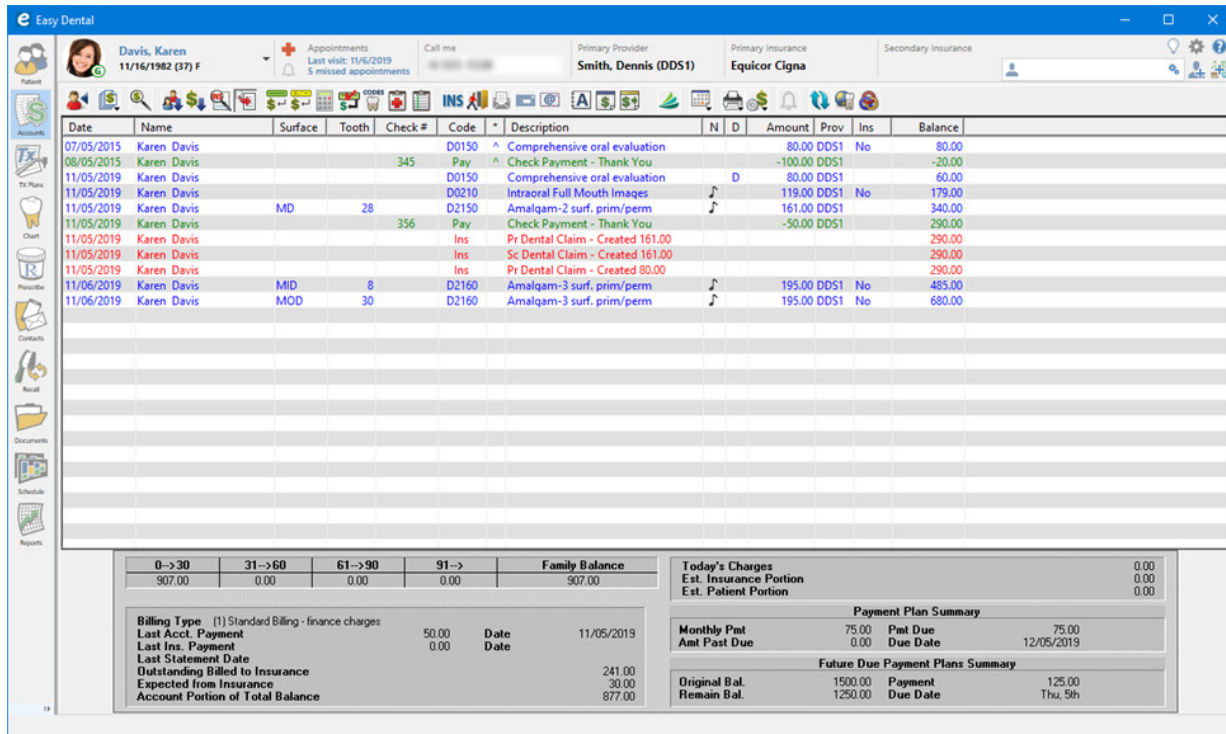 Easy Dental
Davis, Karen
11/16/1982 (37) F
Appointments
Last visit: 11/6/2019
5 missed appointments
Call me
Primary Provider
Smith, Dennis (DDS1)
Primary Insurance
Equicor Cigna
Secondary Insurance
CODES
INS
Patient
Accounts
TX Plans
Chart
Prescribe
Contacts
Recall
Documents
Schedule
Reports
Date Name Surface Tooth Check # Code * Description N D Amount Prov Ins Balance
07/05/2015 Karen Davis D0150 ^ Comprehensive oral evaluation 80.00 DDS1 No 80.00
08/05/2015 Karen Davis 345 Pay ^ Check Payment - Thank You -100.00 DDS1 -20.00
11/05/2019 Karen Davis D0150 Comprehensive oral evaluation D 80.00 DDS1 60.00
11/05/2019 Karen Davis D0210 Intraoral Full Mouth Images 119.00 DDS1 No 179.00
11/05/2019 Karen Davis MD 28 D2150 Amalgam-2 surf. prim/perm 161.00 DDS1 340.00
11/05/2019 Karen Davis 356 Pay Check Payment - Thank You -50.00 DDS1 290.00
11/05/2019 Karen Davis Ins Pr Dental Claim - Created 161.00 290.00
11/05/2019 Karen Davis Ins Sc Dental Claim - Created 161.00 290.00
11/05/2019 Karen Davis Ins Pr Dental Claim - Created 80.00 290.00
11/06/2019 Karen Davis MID 8 D2160 Amalgam-3 surf. prim/perm 195.00 DDS1 No 485.00
11/06/2019 Karen Davis MOD 30 D2160 Amalgam-3 surf. prim/perm 195.00 DDS1 No 680.00
0-->30 31-->60 61-->90 91--> Family Balance
907.00 0.00 0.00 0.00 907.00
Billing Type (1) Standard Billing - finance charges
Last Acct. Payment 50.00 Date 11/05/2019
Last Ins. Payment 0.00 Date
Last Statement Date
Outstanding Billed to Insurance 241.00
Expected from Insurance 30.00
Account Portion of Total Balance 877.00
Today's Charges 0.00
Est. Insurance Portion 0.00
Est. Patient Portion 0.00
Payment Plan Summary
Monthly Pmt 75.00 Pmt Due 75.00
Amt Past Due 0.00 Due Date 12/05/2019
Future Due Payment Plans Summary
Original Bal. 1500.00 Payment 125.00
Remain Bal. 1250.00 Due Date Thu, 5th